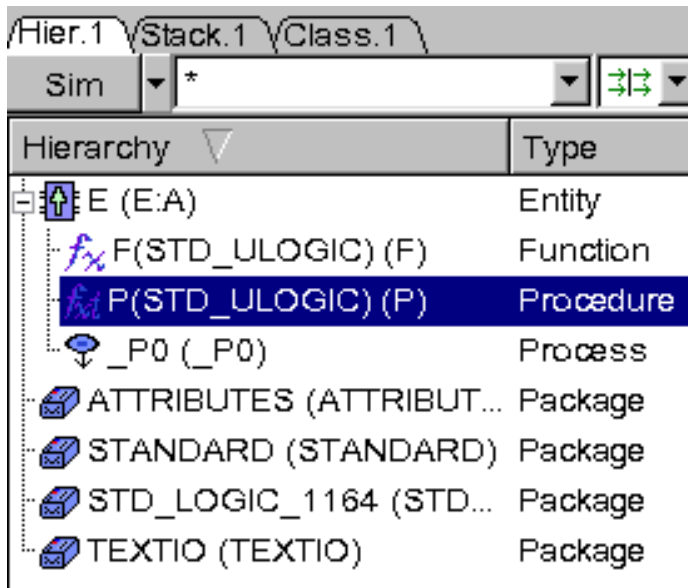 Hier.1 Stack.1 Class.1
Sim *
Hierarchy Type
E (E:A) Entity
F(STD_ULOGIC) (F) Function
P(STD_ULOGIC) (P) Procedure
_P0 (_P0) Process
ATTRIBUTES (ATTRIBUT... Package
STANDARD (STANDARD) Package
STD_LOGIC_1164 (STD... Package
TEXTIO (TEXTIO) Package